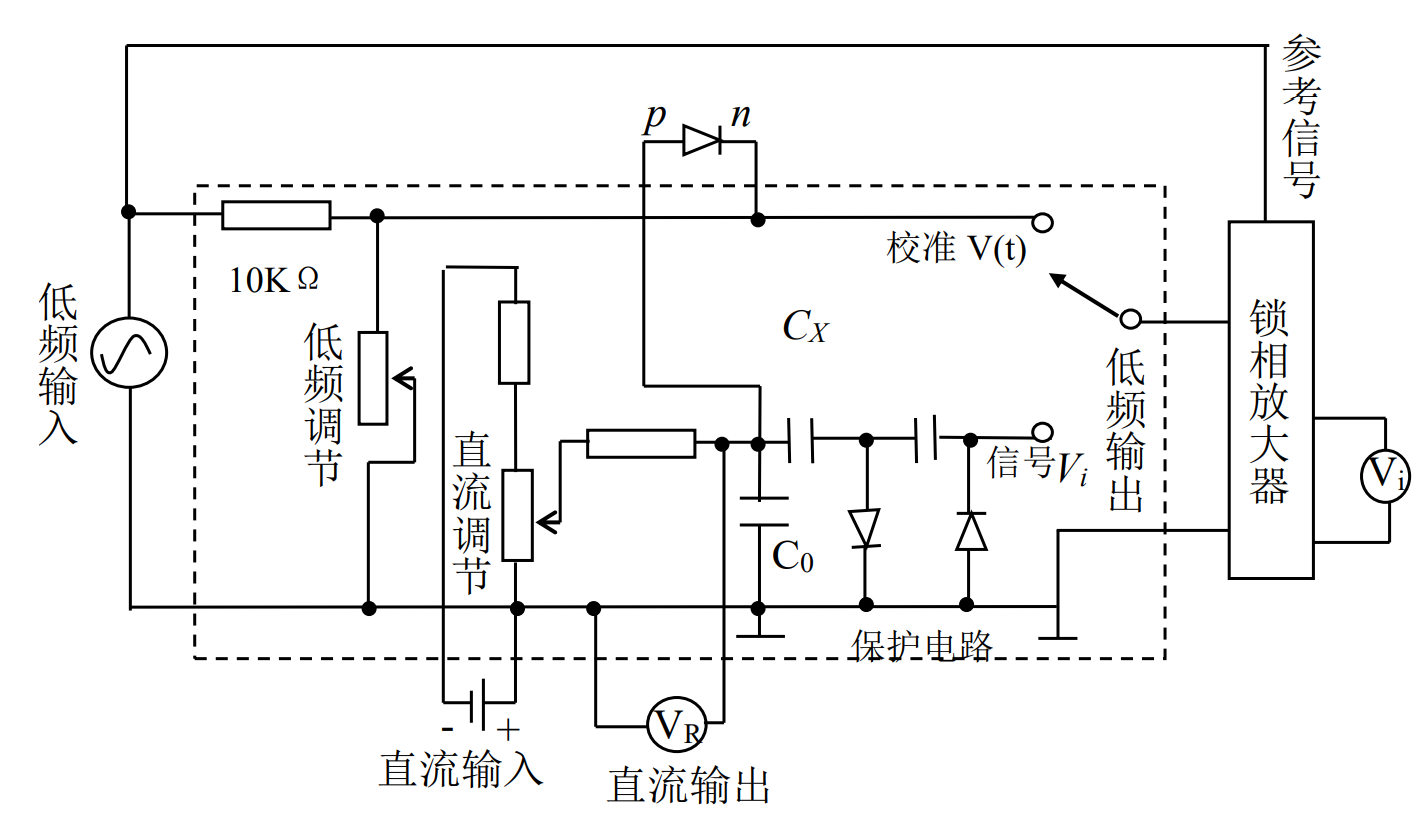 参考信号
p
n
校准 V(t)
10K Ω
低频输入
低频调节
C_X
锁相放大器
低频输出
直流调节
信号V_i
V_i
C_0
保护电路
- +
直流输入
V_R
直流输出